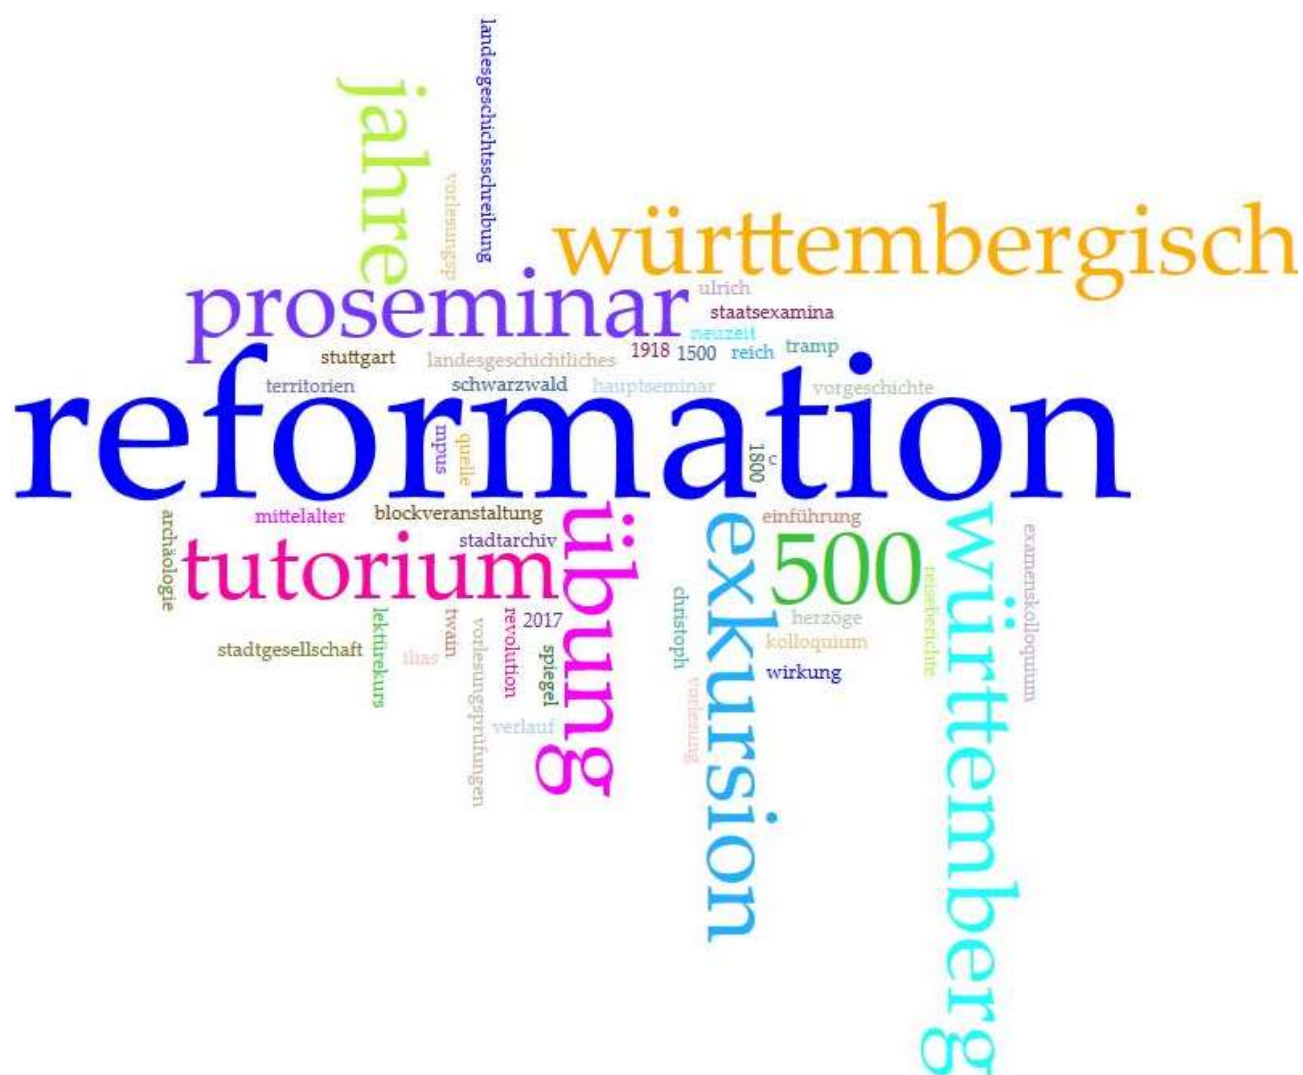 landesgeschichtsschreibung
jahre
vorlesungsp
württembergisch
proseminar
ulrich
staatsexamina
neuzeit
1918
1500
reich
tramp
stuttgart
landesgeschichtliches
territorien
schwarzwald
hauptseminar
vorgeschichte
reformation
mpus
quelle
1800
c
archäologie
mittelalter
blockveranstaltung
stadtarchiv
tutorium
übung
exkursion
einführung
500
württemberg
examenskolloquium
reiseberichte
christoph
herzöge
kolloquium
wirkung
stadtgesellschaft
lektürekurs
ilias
twain
vorlesungsprüfungen
revolution
2017
spiegel
verlauf
vorlesung